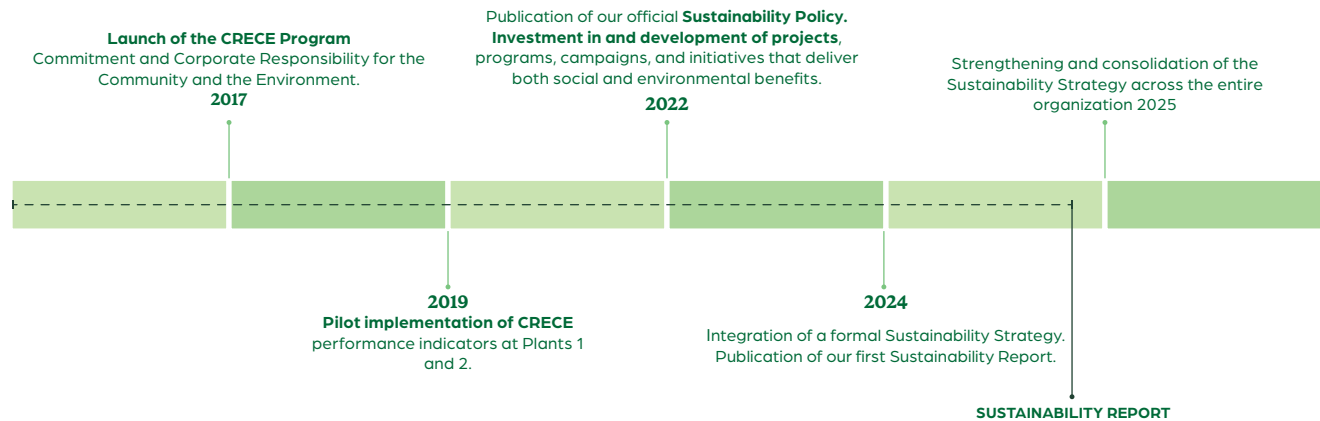 Launch of the CRECE Program
Commitment and Corporate Responsibility for the
Community and the Environment.
2017
Publication of our official Sustainability Policy.
Investment in and development of projects,
programs, campaigns, and initiatives that deliver
both social and environmental benefits.
2022
Strengthening and consolidation of the
Sustainability Strategy across the entire
organization 2025
2019
Pilot implementation of CRECE
performance indicators at Plants 1
and 2.
2024
Integration of a formal Sustainability Strategy.
Publication of our first Sustainability Report.
SUSTAINABILITY REPORT